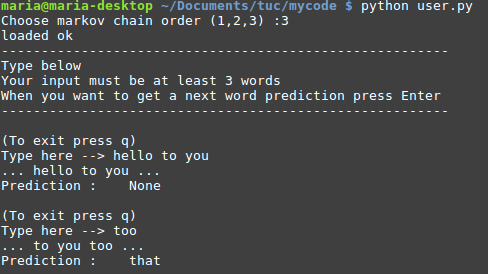 maria@maria-desktop ~/Documents/tuc/mycode $ python user.py
Choose markov chain order (1,2,3) :3
loaded ok
--------------------------------------------------------
Type below
Your input must be at least 3 words
When you want to get a next word prediction press Enter
--------------------------------------------------------
(To exit press q)
Type here --> hello to you
... hello to you ...
Prediction :    None
(To exit press q)
Type here --> too
... to you too ...
Prediction :    that